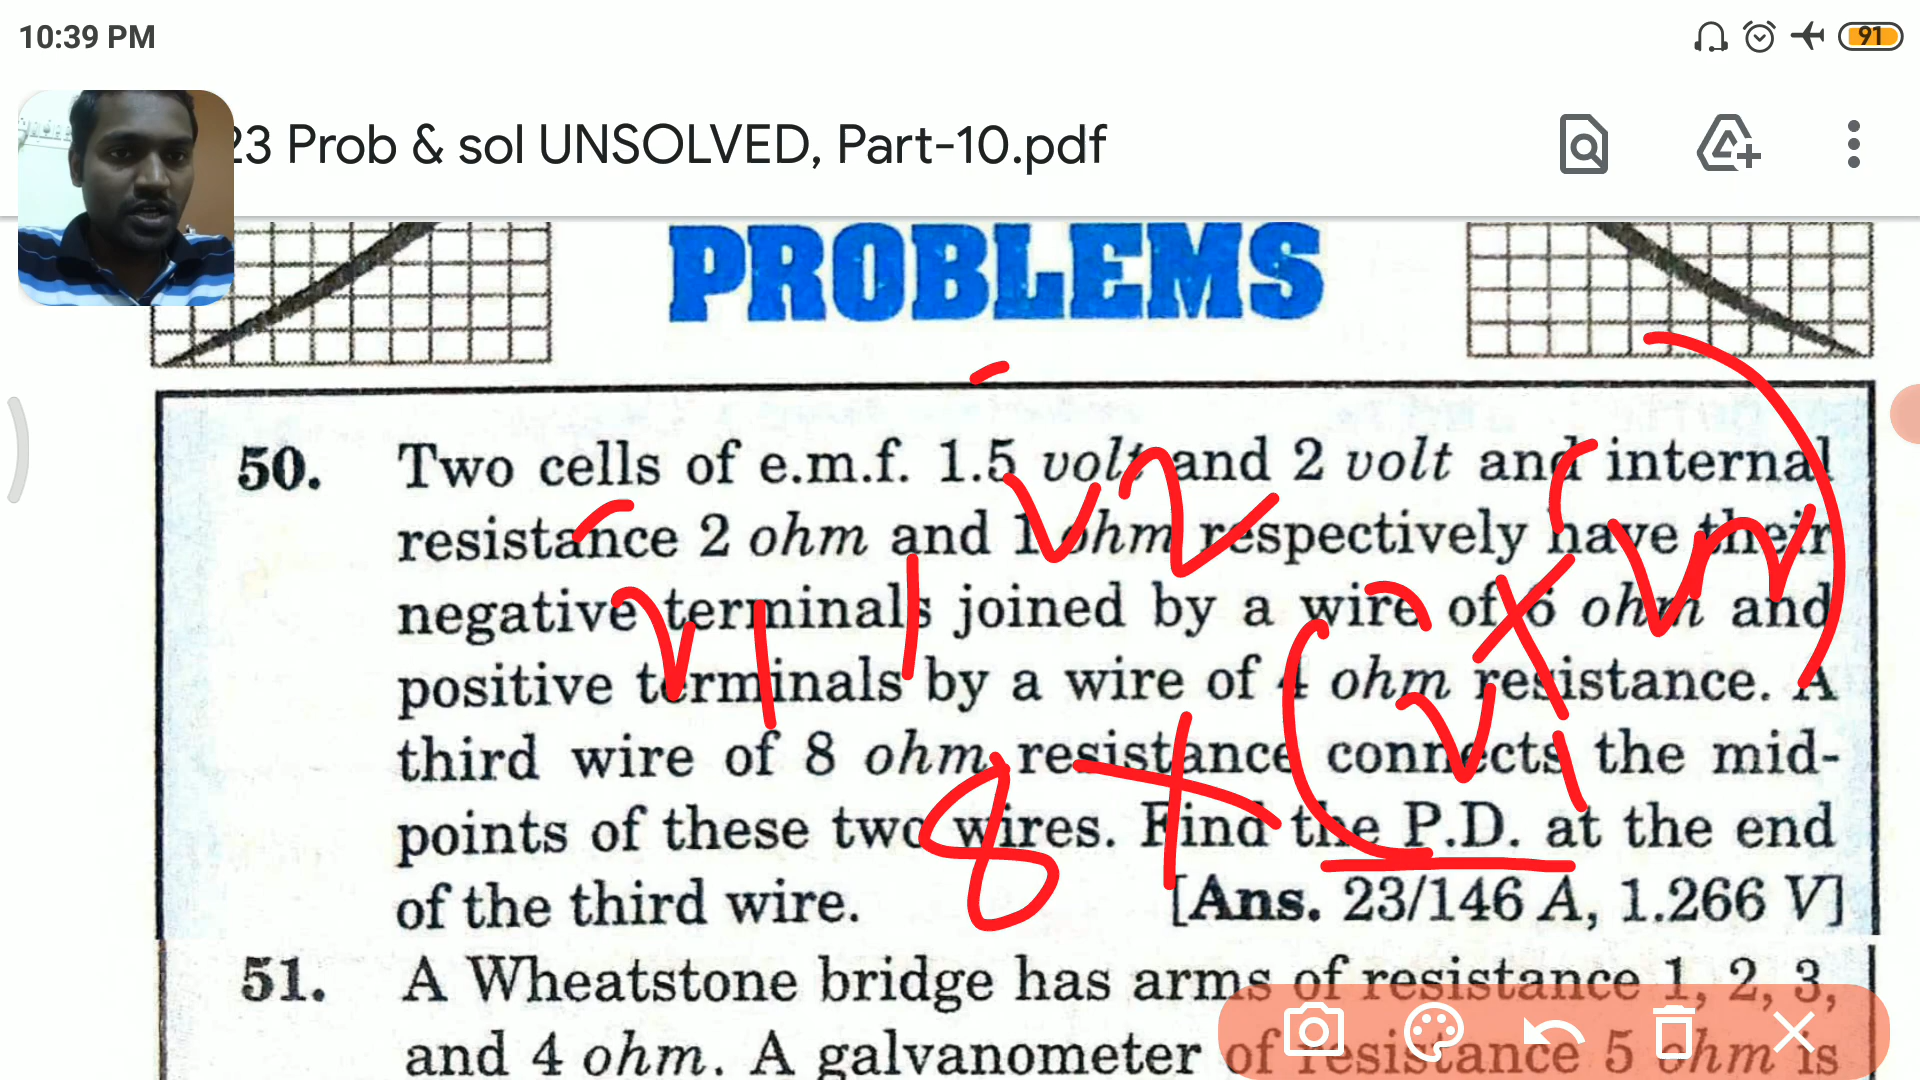 10:39 PM
91
23 Prob & sol UNSOLVED, Part-10.pdf
PROBLEMS
50. Two cells of e.m.f. 1.5 volt and 2 volt and internal
resistance 2 ohm and 1 ohm respectively have their
negative terminals joined by a wire of 6 ohm and
positive terminals by a wire of 4 ohm resistance. A
third wire of 8 ohm resistance connects the mid-
points of these two wires. Find the P.D. at the end
of the third wire. [Ans. 23/146 A, 1.266 V]
51. A Wheatstone bridge has arms of resistance 1, 2, 3,
and 4 ohm. A galvanometer of resistance 5 ohm is
8